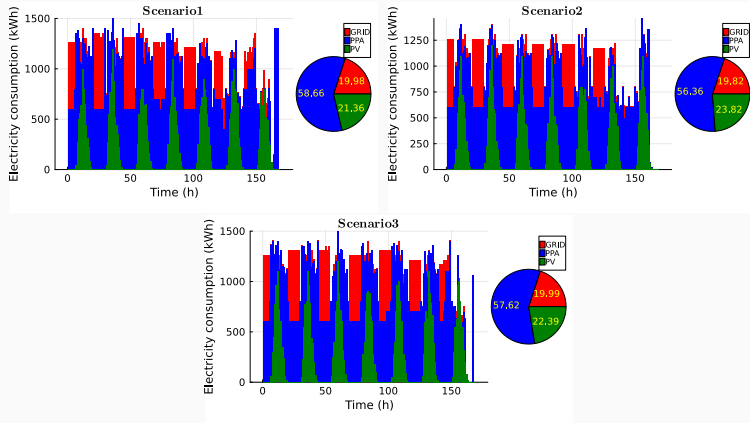 Scenario1
Electricity consumption (kWh)
1500
1000
500
0
0
50
100
150
Time (h)
GRID
PPA
PV
58.66
19.98
21.36
Scenario2
Electricity consumption (kWh)
1250
1000
750
500
250
0
0
50
100
150
Time (h)
GRID
PPA
PV
56.36
19.82
23.82
Scenario3
Electricity consumption (kWh)
1500
1000
500
0
0
50
100
150
Time (h)
GRID
PPA
PV
57.62
19.99
22.39